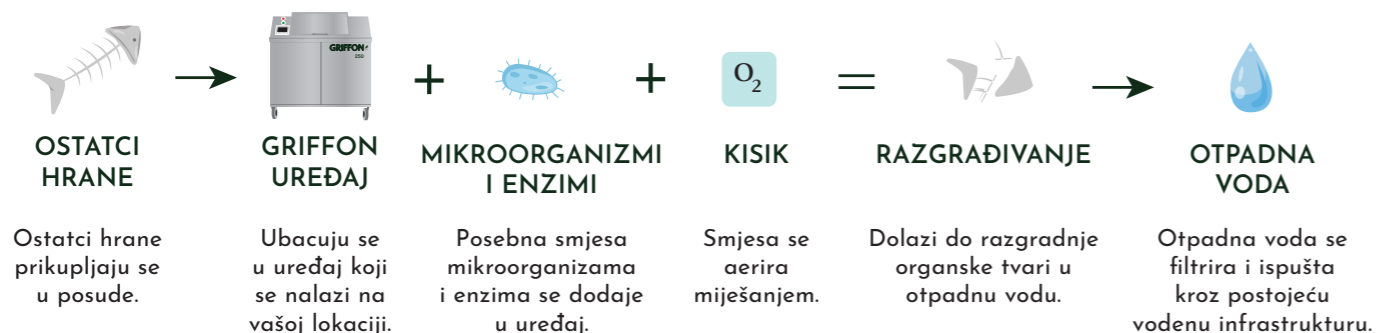 GRIFFON
250
+
+
O2
=
OSTATCI
HRANE
GRIFFON
UREĐAJ
MIKROORGANIZMI
I ENZIMI
KISIK
RAZGRAĐIVANJE
OTPADNA
VODA
Ostatci hrane
prikupljaju se
u posude.
Ubacuju se
u uređaj koji
se nalazi na
vašoj lokaciji.
Posebna smjesa
mikroorganizama
i enzima se dodaje
u uređaj.
Smjesa se
aerira
miješanjem.
Dolazi do razgradnje
organske tvari u
otpadnu vodu.
Otpadna voda se
filtrira i ispušta
kroz postojeću
vodenu infrastrukturu.